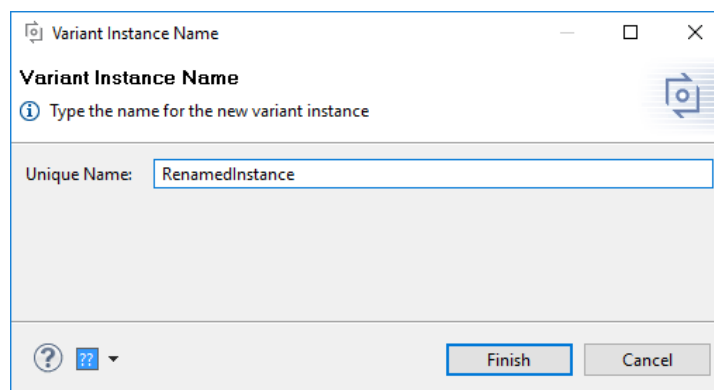 Variant Instance Name
Variant Instance Name
Type the name for the new variant instance
Unique Name: RenamedInstance
?? Finish Cancel